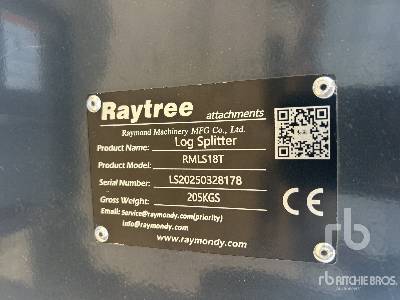 Raytree attachments
Raymond Machinery MFG Co., Ltd.
Product Name: Log Splitter
Product Model: RMLS18T
Serial Number: LS20250328178
Gross Weight: 205KGS
Email: Service@raymondy.com(priority)
info@raymondy.com
www.raymondy.com
CE
rb
RITCHIE BROS.